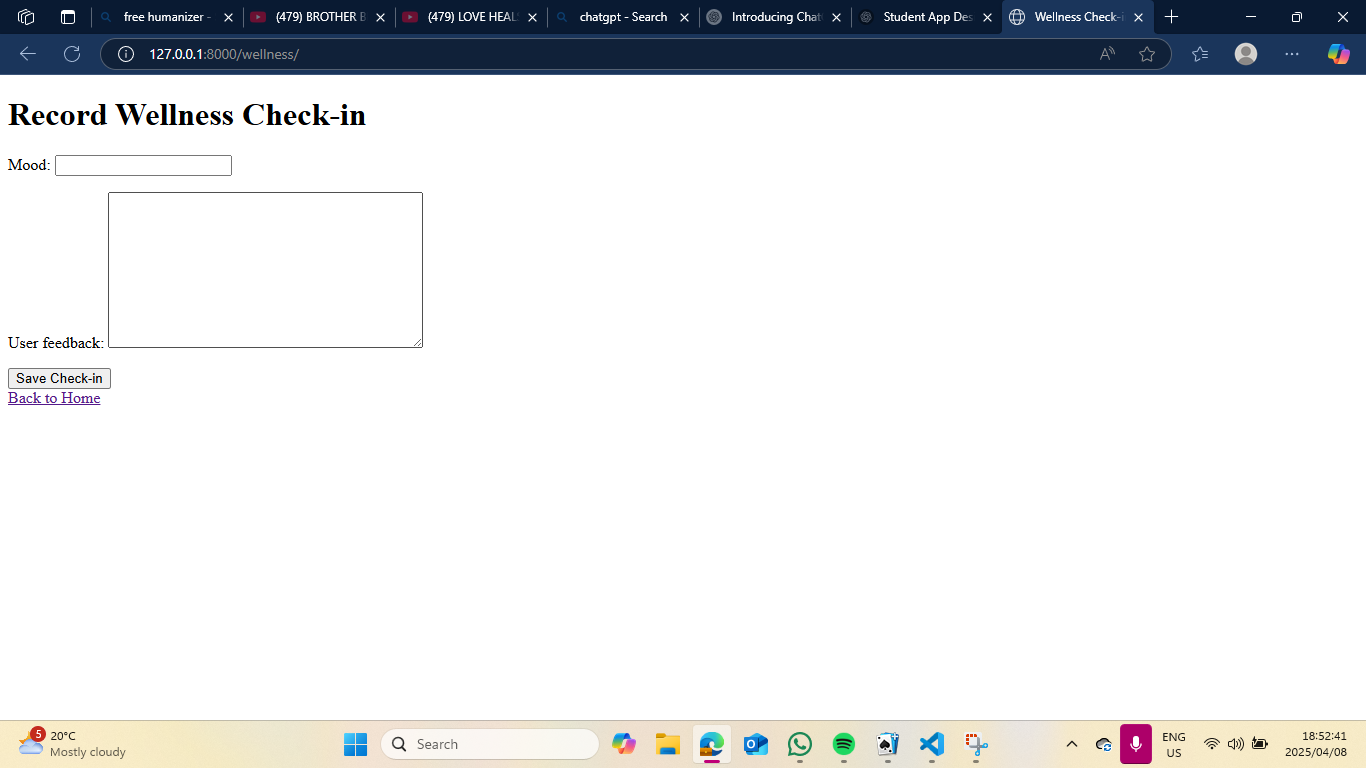 free humanizer -
(479) BROTHER B
(479) LOVE HEAL
chatgpt - Search
Introducing Chat
Student App Des
Wellness Check-i
127.0.0.1:8000/wellness/
Record Wellness Check-in
Mood:
User feedback:
Save Check-in
Back to Home
5
20°C
Mostly cloudy
Search
ENG
US
18:52:41
2025/04/08